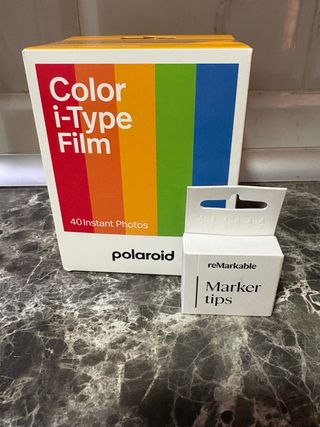 Color
i-Type
Film
40 Instant Photos
polaroid
reMarkable
Marker
tips